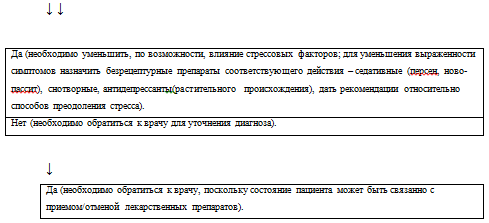 ↓↓
Да (необходимо уменьшить, по возможности, влияние стрессовых факторов; для уменьшения выраженности
симптомов назначить безрецептурные препараты соответствующего действия – седативные (персен, ново-
пассит), снотворные, антидепрессанты(растительного происхождения), дать рекомендации относительно
способов преодоления стресса).
Нет (необходимо обратиться к врачу для уточнения диагноза).
↓
Да (необходимо обратиться к врачу, поскольку состояние пациента может быть связанно с
приемом/отменой лекарственных препаратов).